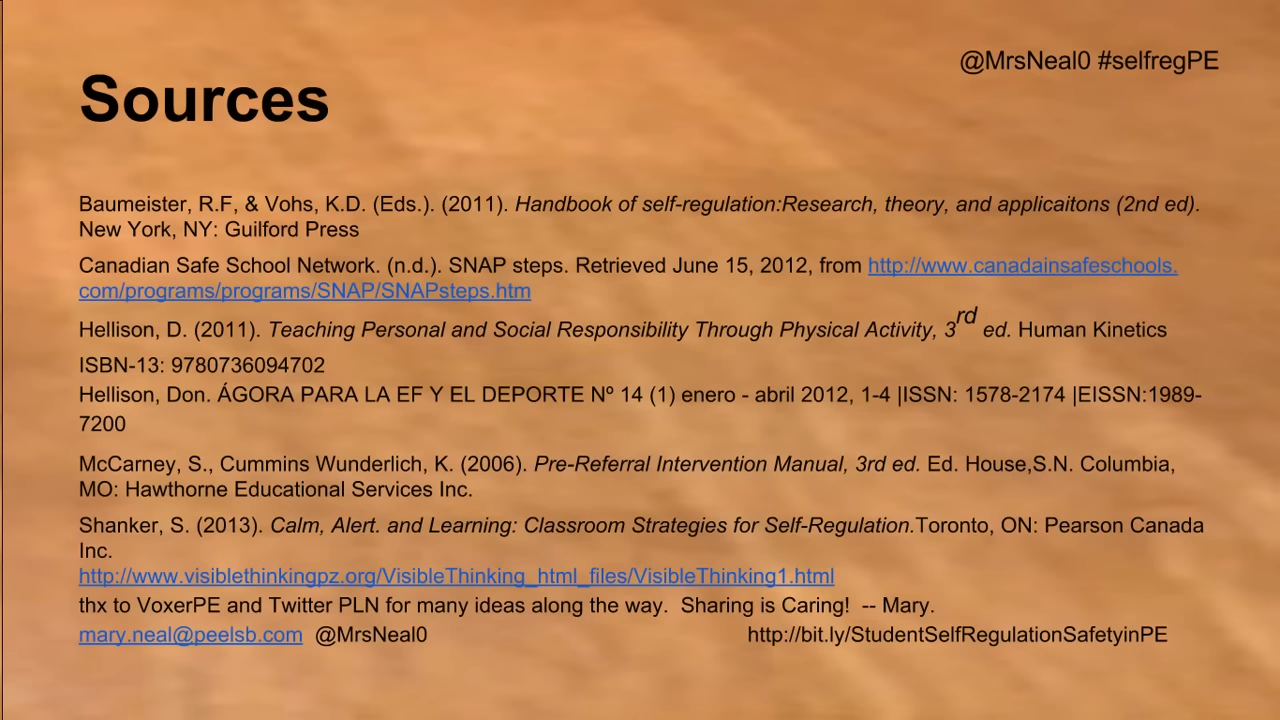 @MrsNeal0 #selfregPE
Sources
Baumeister, R.F, & Vohs, K.D. (Eds.). (2011). Handbook of self-regulation:Research, theory, and applicaitons (2nd ed).
New York, NY: Guilford Press
Canadian Safe School Network. (n.d.). SNAP steps. Retrieved June 15, 2012, from http://www.canadainsafeschools.
com/programs/programs/SNAP/SNAPsteps.htm
Hellison, D. (2011). Teaching Personal and Social Responsibility Through Physical Activity, 3rd ed. Human Kinetics
ISBN-13: 9780736094702
Hellison, Don. ÁGORA PARA LA EF Y EL DEPORTE Nº 14 (1) enero - abril 2012, 1-4 |ISSN: 1578-2174 |EISSN:1989-
7200
McCarney, S., Cummins Wunderlich, K. (2006). Pre-Referral Intervention Manual, 3rd ed. Ed. House,S.N. Columbia,
MO: Hawthorne Educational Services Inc.
Shanker, S. (2013). Calm, Alert. and Learning: Classroom Strategies for Self-Regulation.Toronto, ON: Pearson Canada
Inc.
http://www.visiblethinkingpz.org/VisibleThinking_html_files/VisibleThinking1.html
thx to VoxerPE and Twitter PLN for many ideas along the way.  Sharing is Caring!  -- Mary.
mary.neal@peelsb.com  @MrsNeal0 http://bit.ly/StudentSelfRegulationSafetyinPE